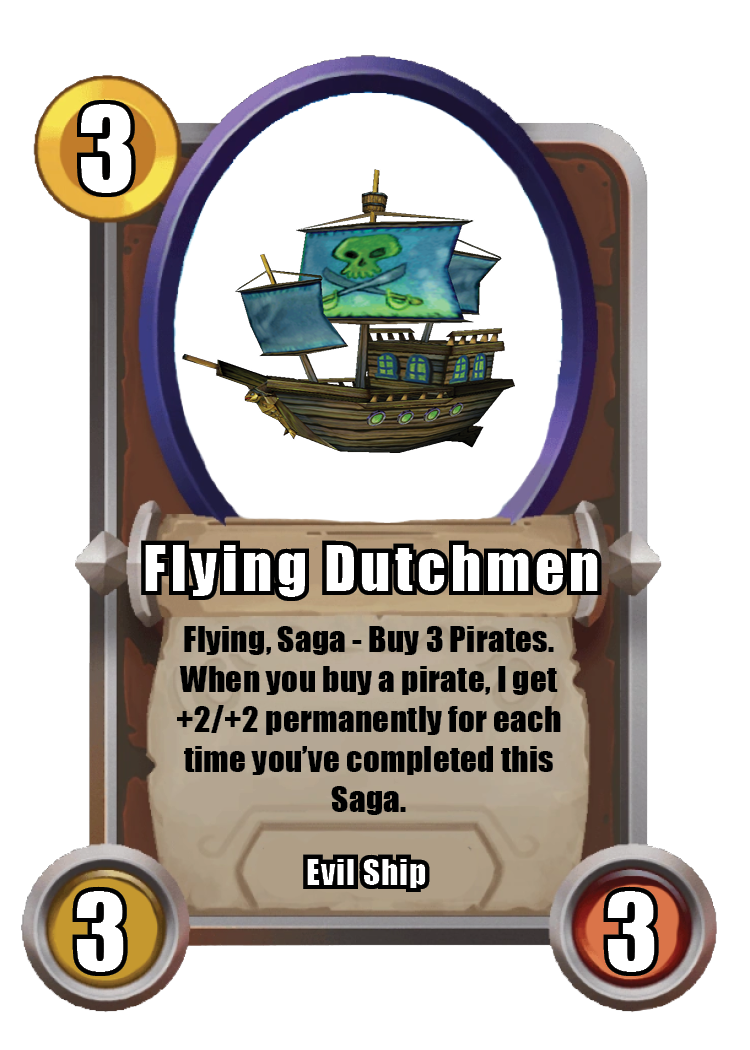 3
Flying Dutchmen
Flying, Saga - Buy 3 Pirates.
When you buy a pirate, I get
+2/+2 permanently for each
time you've completed this
Saga.
Evil Ship
3
3